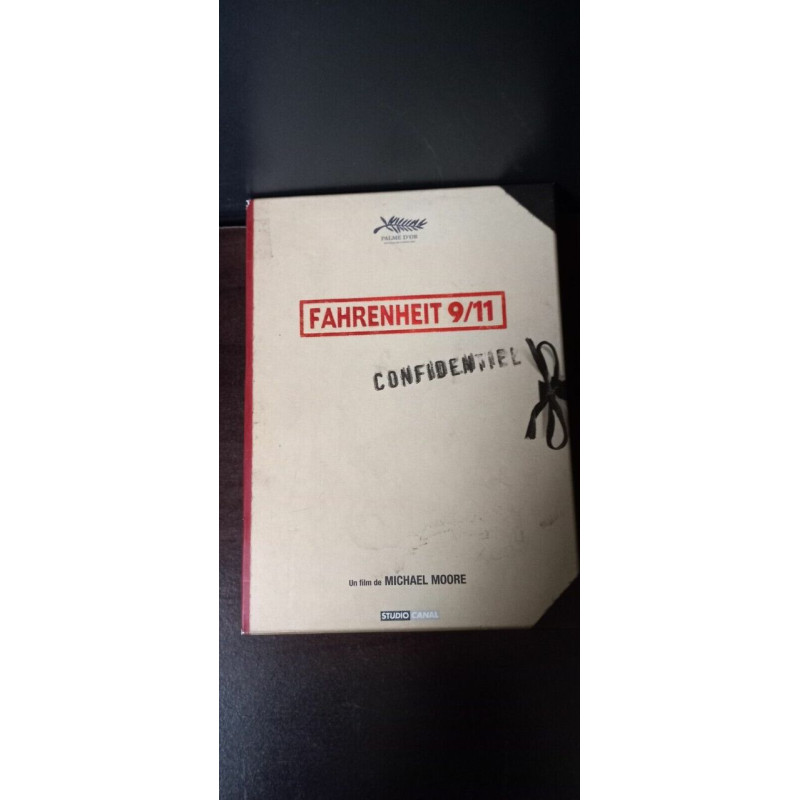 PALME D'OR
FAHRENHEIT 9/11
CONFIDENTIEL
Un film de MICHAEL MOORE
STUDIO CANAL